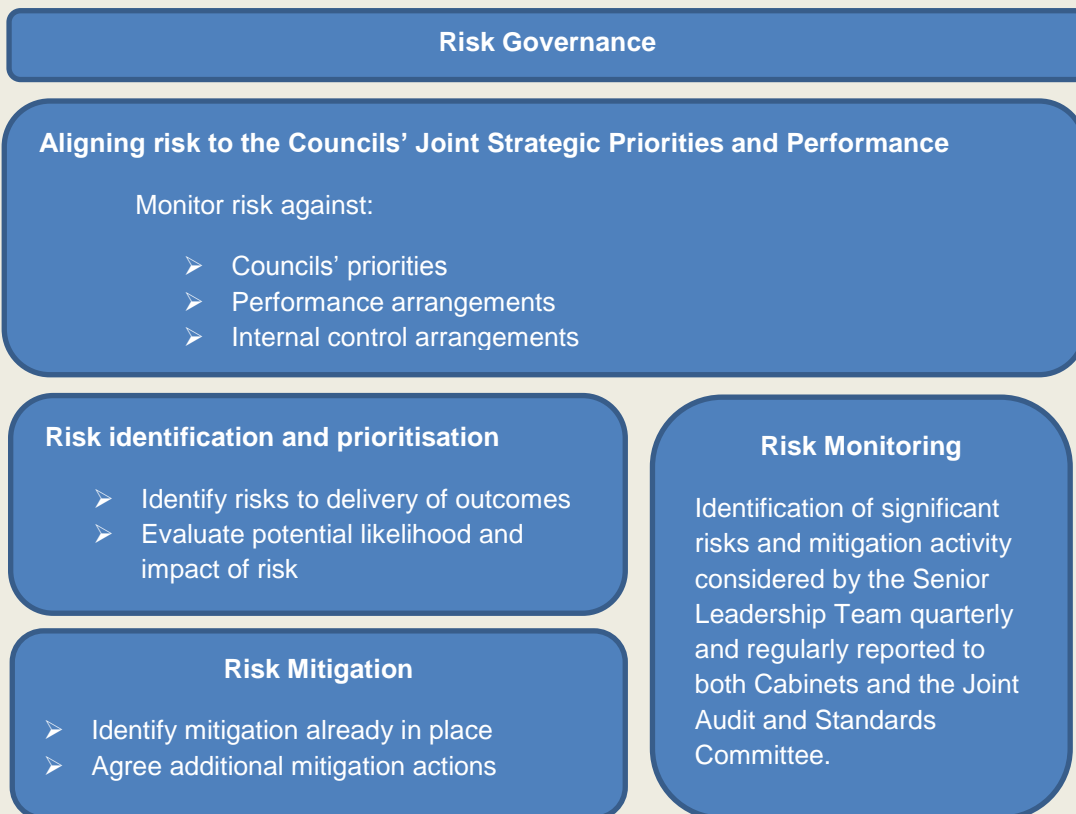 Risk Governance
Aligning risk to the Councils’ Joint Strategic Priorities and Performance
Monitor risk against:
➢ Councils’ priorities
➢ Performance arrangements
➢ Internal control arrangements
Risk identification and prioritisation
➢ Identify risks to delivery of outcomes
➢ Evaluate potential likelihood and
impact of risk
Risk Mitigation
➢ Identify mitigation already in place
➢ Agree additional mitigation actions
Risk Monitoring
Identification of significant
risks and mitigation activity
considered by the Senior
Leadership Team quarterly
and regularly reported to
both Cabinets and the Joint
Audit and Standards
Committee.